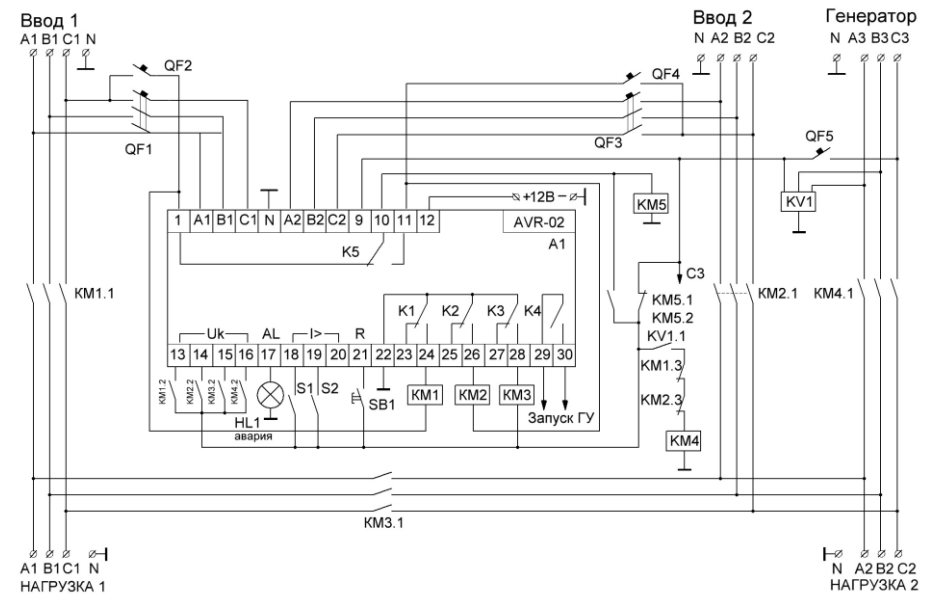 Ввод 1
Ввод 2
Генератор
A1 B1 C1 N
N A2 B2 C2
N A3 B3 C3
QF2
QF4
QF1
QF3
QF5
+12В −
KM5
KV1
1 A1 B1 C1 N A2 B2 C2 9 10 11 12
AVR-02
A1
K5
C3
KM1.1
KM2.1
KM4.1
KM5.1
KM5.2
K1 K2 K3 K4
Uk AL I> R
KV1.1
13 14 15 16 17 18 19 20 21 22 23 24 25 26 27 28 29 30
KM1.3
KM1.2 KM2.2 KM3.2 KM4.2
S1 S2
SB1
KM1 KM2 KM3
KM2.3
Запуск ГУ
HL1
авария
KM4
KM3.1
A1 B1 C1 N
N A2 B2 C2
НАГРУЗКА 1
НАГРУЗКА 2